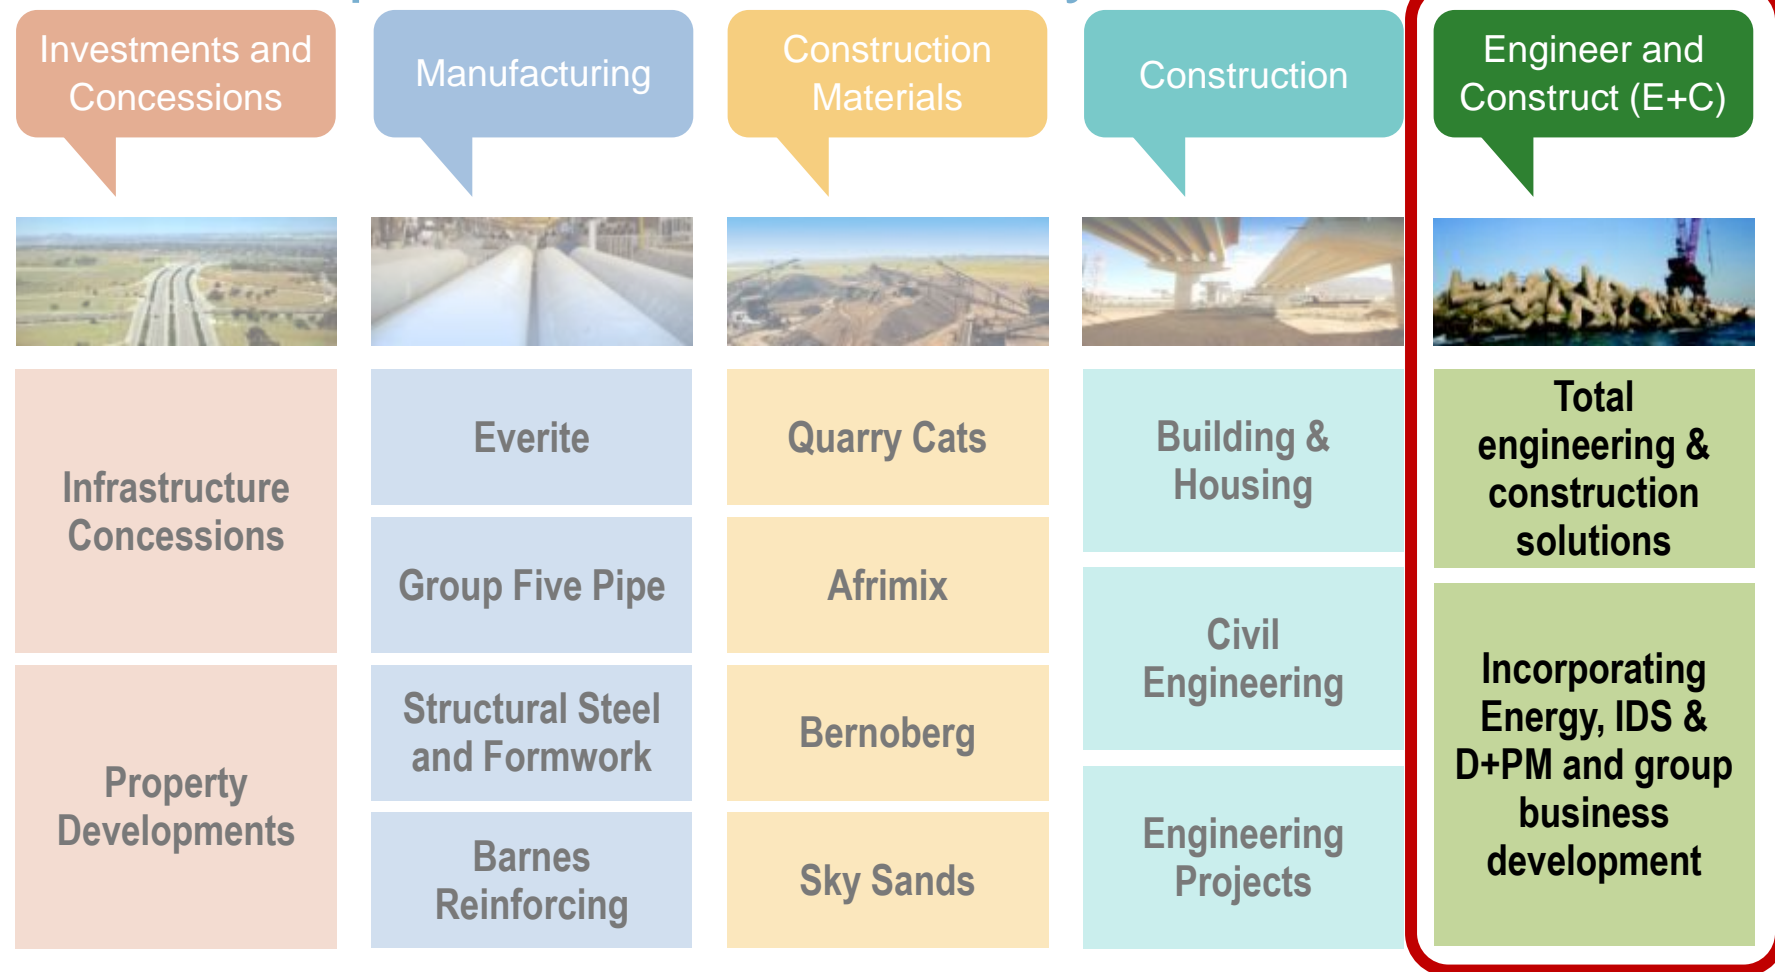 Investments and
Concessions
Manufacturing
Construction
Materials
Construction
Engineer and
Construct (E+C)
Infrastructure
Concessions
Property
Developments
Everite
Group Five Pipe
Structural Steel
and Formwork
Barnes
Reinforcing
Quarry Cats
Afrimix
Bernoberg
Sky Sands
Building &
Housing
Civil
Engineering
Engineering
Projects
Total
engineering &
construction
solutions
Incorporating
Energy, IDS &
D+PM and group
business
development